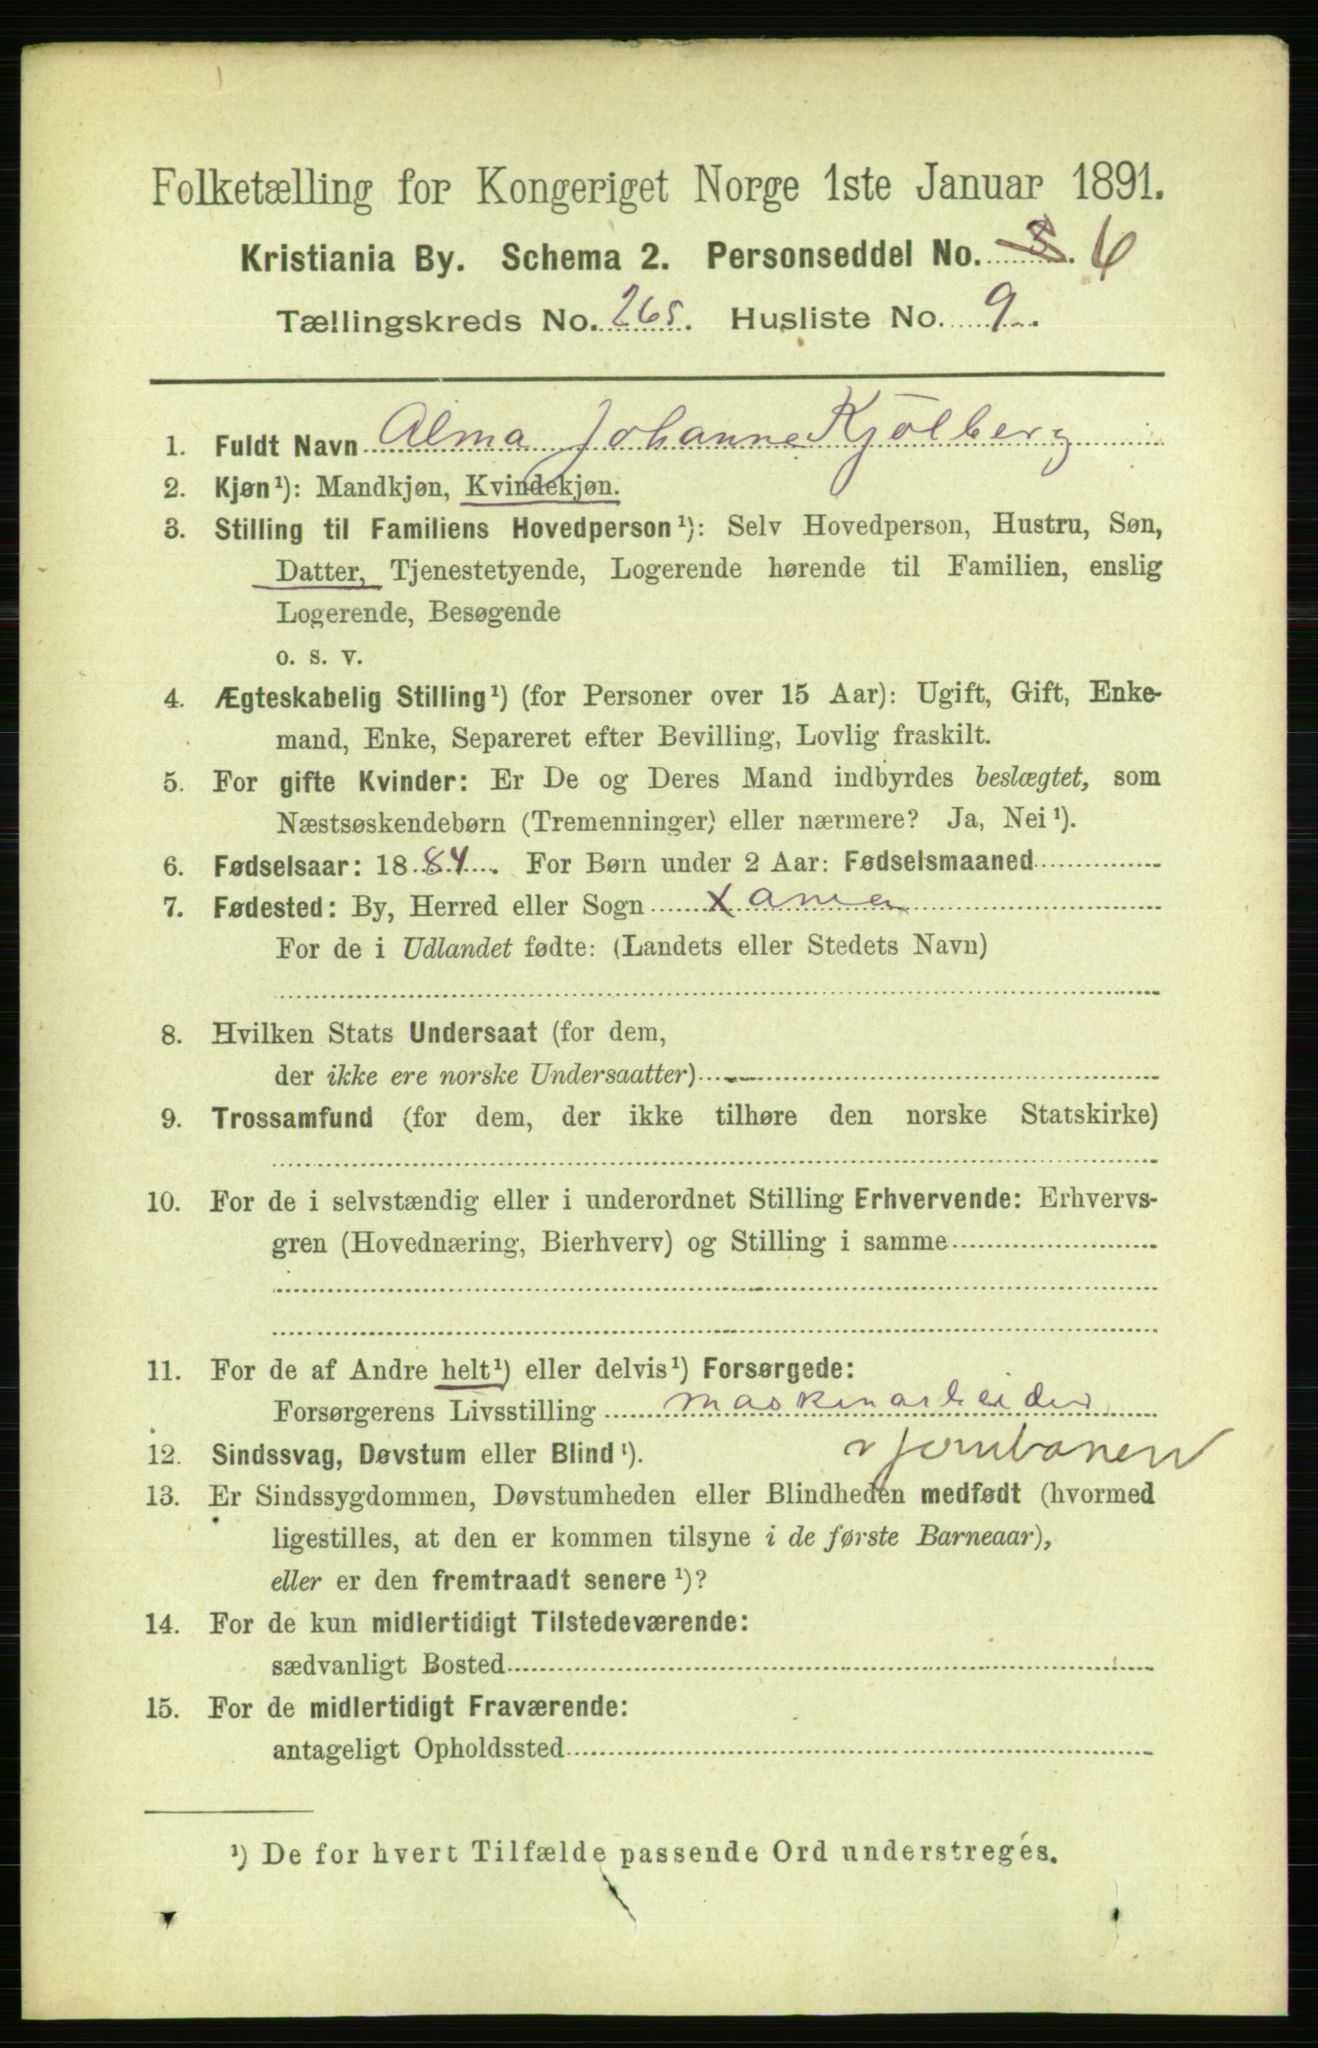 Folketælling for Kongeriget Norge 1ste Januar 1891.
Kristiania By. Schema 2. Personseddel No. 6
Tællingskreds No. 265. Husliste No. 9.
1. Fuldt Navn Alma Johanne Kjölberg
2. Kjøn¹): Mandkjøn, Kvindekjøn.
3. Stilling til Familiens Hovedperson¹): Selv Hovedperson, Hustru, Søn,
Datter, Tjenestetyende, Logerende hørende til Familien, enslig
Logerende, Besøgende
o. s. v.
4. Ægteskabelig Stilling¹) (for Personer over 15 Aar): Ugift, Gift, Enke-
mand, Enke, Separeret efter Bevilling, Lovlig fraskilt.
5. For gifte Kvinder: Er De og Deres Mand indbyrdes beslægtet, som
Næstsøskendebørn (Tremenninger) eller nærmere? Ja, Nei¹).
6. Fødselsaar: 1884. For Børn under 2 Aar: Fødselsmaaned
7. Fødested: By, Herred eller Sogn Xania
For de i Udlandet fødte: (Landets eller Stedets Navn)
8. Hvilken Stats Undersaat (for dem,
der ikke ere norske Undersaatter)
9. Trossamfund (for dem, der ikke tilhøre den norske Statskirke)
10. For de i selvstændig eller i underordnet Stilling Erhvervende: Erhvervs-
gren (Hovednæring, Bierhverv) og Stilling i samme
11. For de af Andre helt¹) eller delvis¹) Forsørgede:
Forsørgerens Livsstilling maskinarbeider
v jernbanen
12. Sindssvag, Døvstum eller Blind¹).
13. Er Sindssygdommen, Døvstumheden eller Blindheden medfødt (hvormed
ligestilles, at den er kommen tilsyne i de første Barneaar),
eller er den fremtraadt senere¹)?
14. For de kun midlertidigt Tilstedeværende:
sædvanligt Bosted
15. For de midlertidigt Fraværende:
antageligt Opholdssted
¹) De for hvert Tilfælde passende Ord understreges.